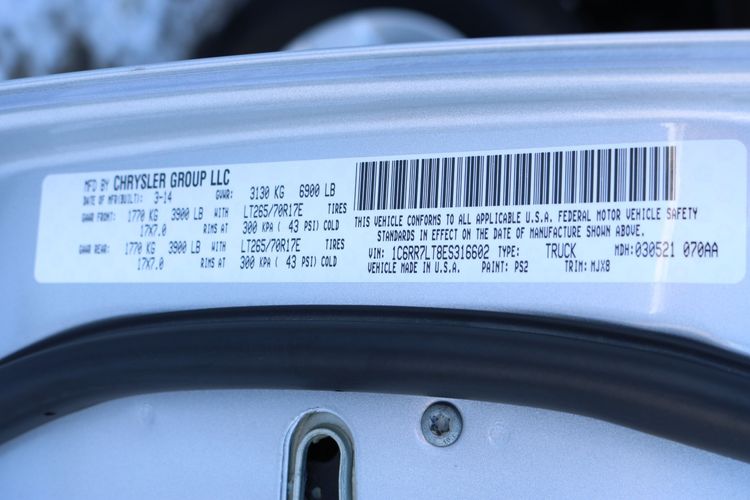 MFD BY CHRYSLER GROUP LLC
DATE OF MFR(BUILT): 3-14 GVWR: 3130 KG 6900 LB
GAWR FRONT: 1770 KG 3900 LB WITH LT265/70R17E TIRES
17X7.0 RIMS AT 300 KPA ( 43 PSI) COLD
GAWR REAR: 1770 KG 3900 LB WITH LT265/70R17E TIRES
17X7.0 RIMS AT 300 KPA ( 43 PSI) COLD
THIS VEHICLE CONFORMS TO ALL APPLICABLE U.S.A. FEDERAL MOTOR VEHICLE SAFETY
STANDARDS IN EFFECT ON THE DATE OF MANUFACTURE SHOWN ABOVE.
VIN: 1C6RR7LT8ES316602 TYPE: TRUCK MDH: 030521 070AA
VEHICLE MADE IN U.S.A. PAINT: PS2 TRIM: MJX8